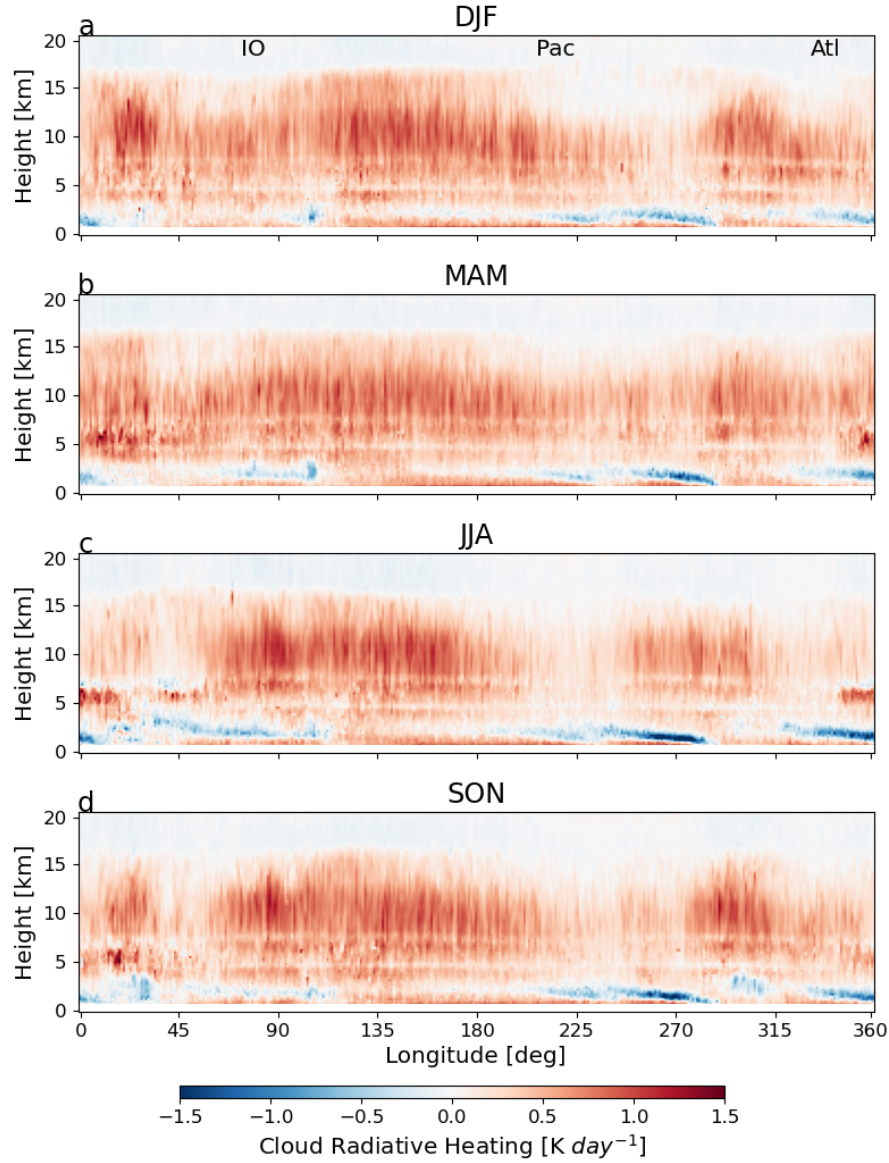 a
DJF
IO
Pac
Atl
20
15
10
5
0
Height [km]
b
MAM
20
15
10
5
0
Height [km]
c
JJA
20
15
10
5
0
Height [km]
d
SON
20
15
10
5
0
Height [km]
0 45 90 135 180 225 270 315 360
Longitude [deg]
−1.5 −1.0 −0.5 0.0 0.5 1.0 1.5
Cloud Radiative Heating [K day⁻¹]